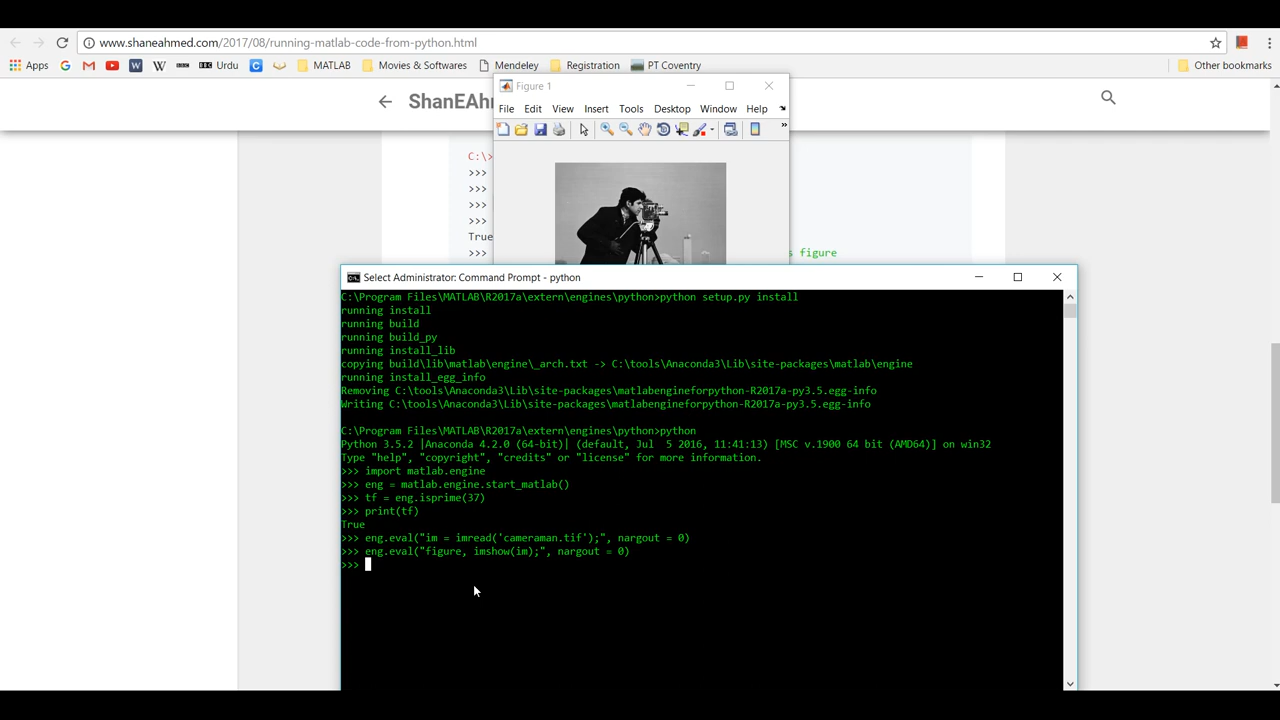 www.shaneahmed.com/2017/08/running-matlab-code-from-python.html
Apps
Urdu
MATLAB
Movies & Softwares
Mendeley
Registration
PT Coventry
Other bookmarks
Figure 1
ShanEAh
File Edit View Insert Tools Desktop Window Help
C:\>
>>>
>>>
>>>
>>>
True
>>>
s figure
Select Administrator: Command Prompt - python
C:\Program Files\MATLAB\R2017a\extern\engines\python>python setup.py install
running install
running build
running build_py
running install_lib
copying build\lib\matlab\engine\_arch.txt -> C:\tools\Anaconda3\Lib\site-packages\matlab\engine
running install_egg_info
Removing C:\tools\Anaconda3\Lib\site-packages\matlabengineforpython-R2017a-py3.5.egg-info
Writing C:\tools\Anaconda3\Lib\site-packages\matlabengineforpython-R2017a-py3.5.egg-info
C:\Program Files\MATLAB\R2017a\extern\engines\python>python
Python 3.5.2 |Anaconda 4.2.0 (64-bit)| (default, Jul  5 2016, 11:41:13) [MSC v.1900 64 bit (AMD64)] on win32
Type "help", "copyright", "credits" or "license" for more information.
>>> import matlab.engine
>>> eng = matlab.engine.start_matlab()
>>> tf = eng.isprime(37)
>>> print(tf)
True
>>> eng.eval("im = imread('cameraman.tif');", nargout = 0)
>>> eng.eval("figure, imshow(im);", nargout = 0)
>>>